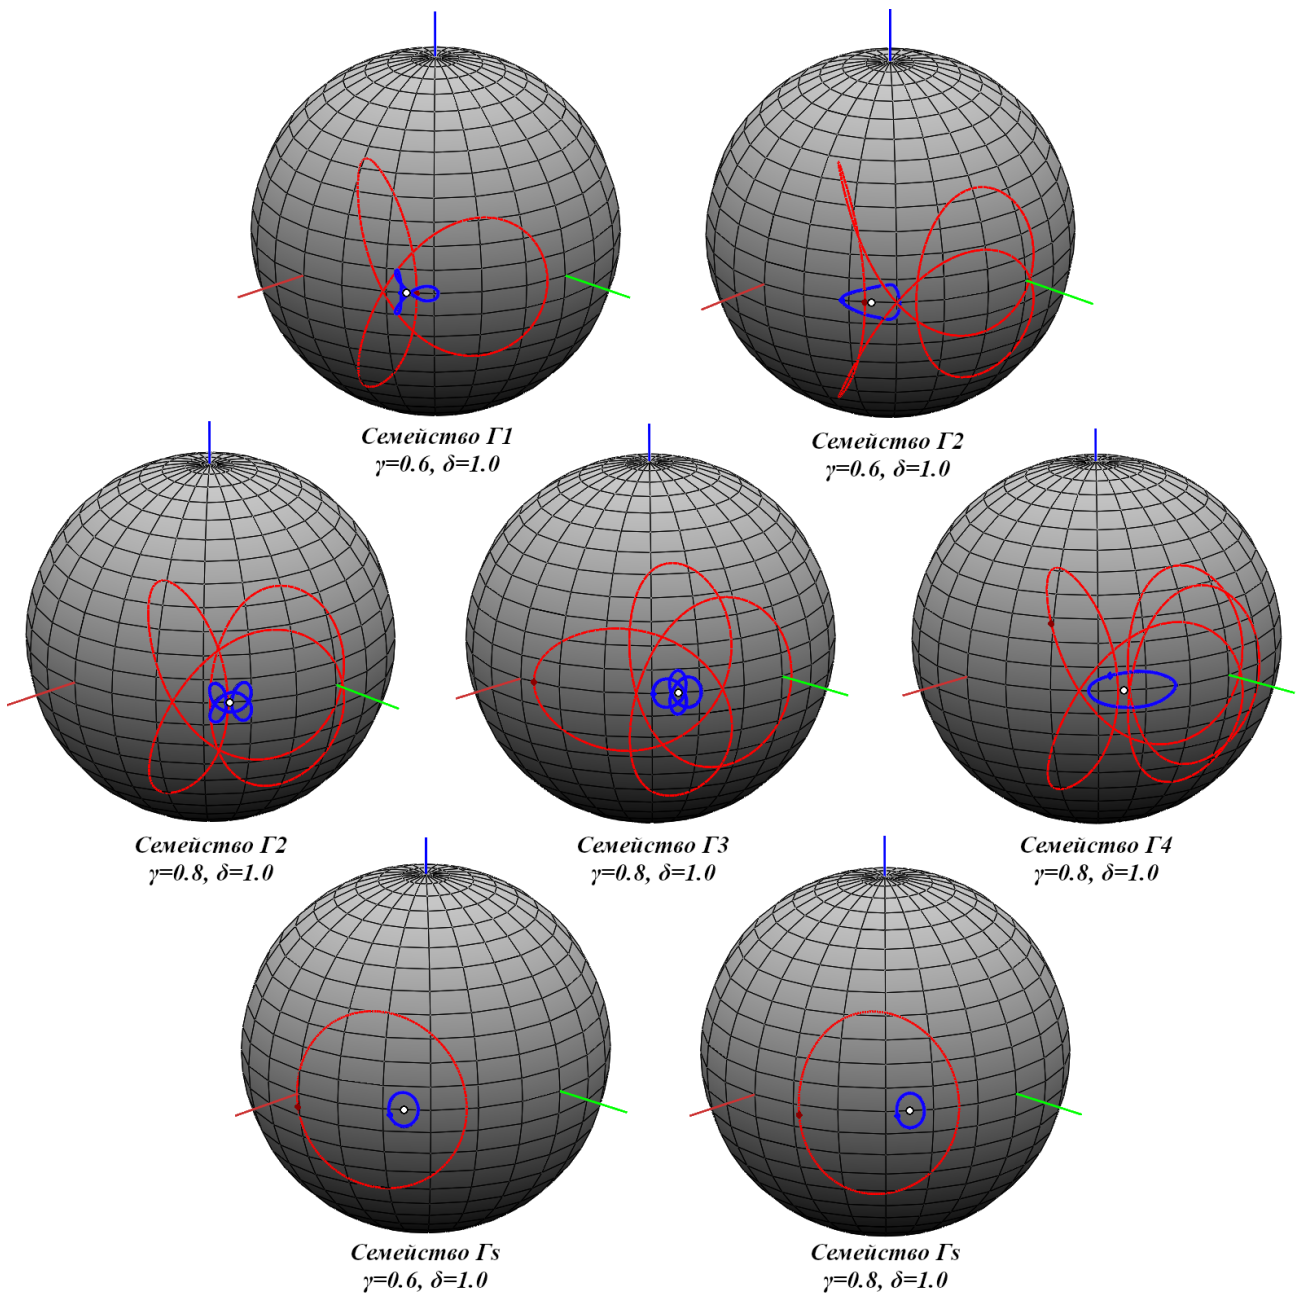 Семейство Г1
γ=0.6, δ=1.0
Семейство Г2
γ=0.6, δ=1.0
Семейство Г2
γ=0.8, δ=1.0
Семейство Г3
γ=0.8, δ=1.0
Семейство Г4
γ=0.8, δ=1.0
Семейство Гs
γ=0.6, δ=1.0
Семейство Гs
γ=0.8, δ=1.0